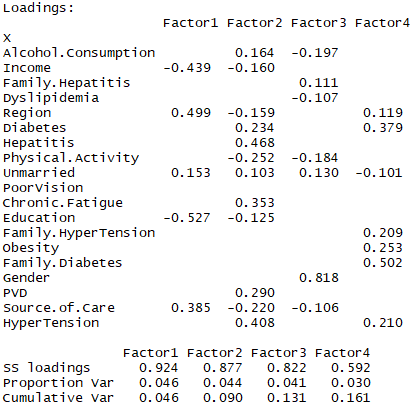 Loadings:
                    Factor1 Factor2 Factor3 Factor4
X
Alcohol.Consumption          0.164  -0.197
Income              -0.439  -0.160
Family.Hepatitis                     0.111
Dyslipidemia                        -0.107
Region               0.499  -0.159           0.119
Diabetes                     0.234           0.379
Hepatitis                    0.468
Physical.Activity           -0.252  -0.184
Unmarried            0.153   0.103   0.130  -0.101
PoorVision
Chronic.Fatigue              0.353
Education           -0.527  -0.125
Family.HyperTension                          0.209
Obesity                                      0.253
Family.Diabetes                              0.502
Gender                               0.818
PVD                          0.290
Source.of.Care       0.385  -0.220  -0.106
HyperTension                 0.408           0.210
               Factor1 Factor2 Factor3 Factor4
SS loadings      0.924   0.877   0.822   0.592
Proportion Var   0.046   0.044   0.041   0.030
Cumulative Var   0.046   0.090   0.131   0.161